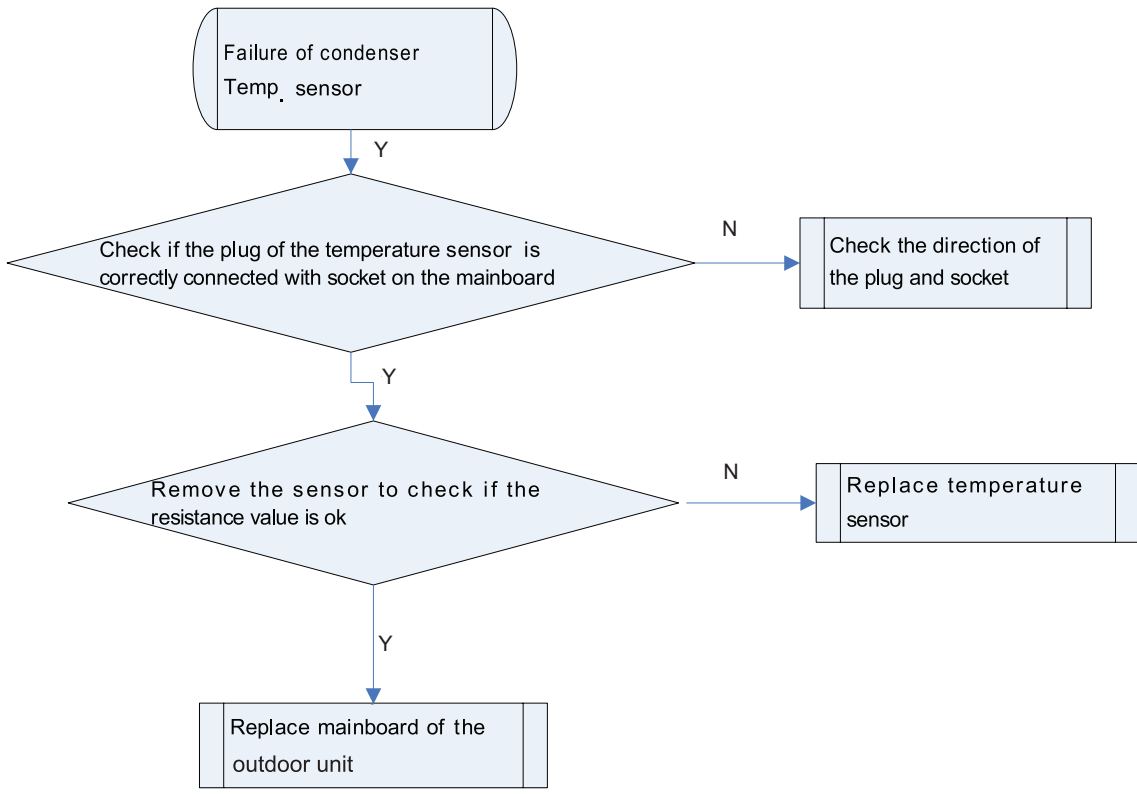 Failure of condenser
Temp. sensor
Y
Check if the plug of the temperature sensor is
correctly connected with socket on the mainboard
N
Check the direction of
the plug and socket
Y
Remove the sensor to check if the
resistance value is ok
N
Replace temperature
sensor
Y
Replace mainboard of the
outdoor unit